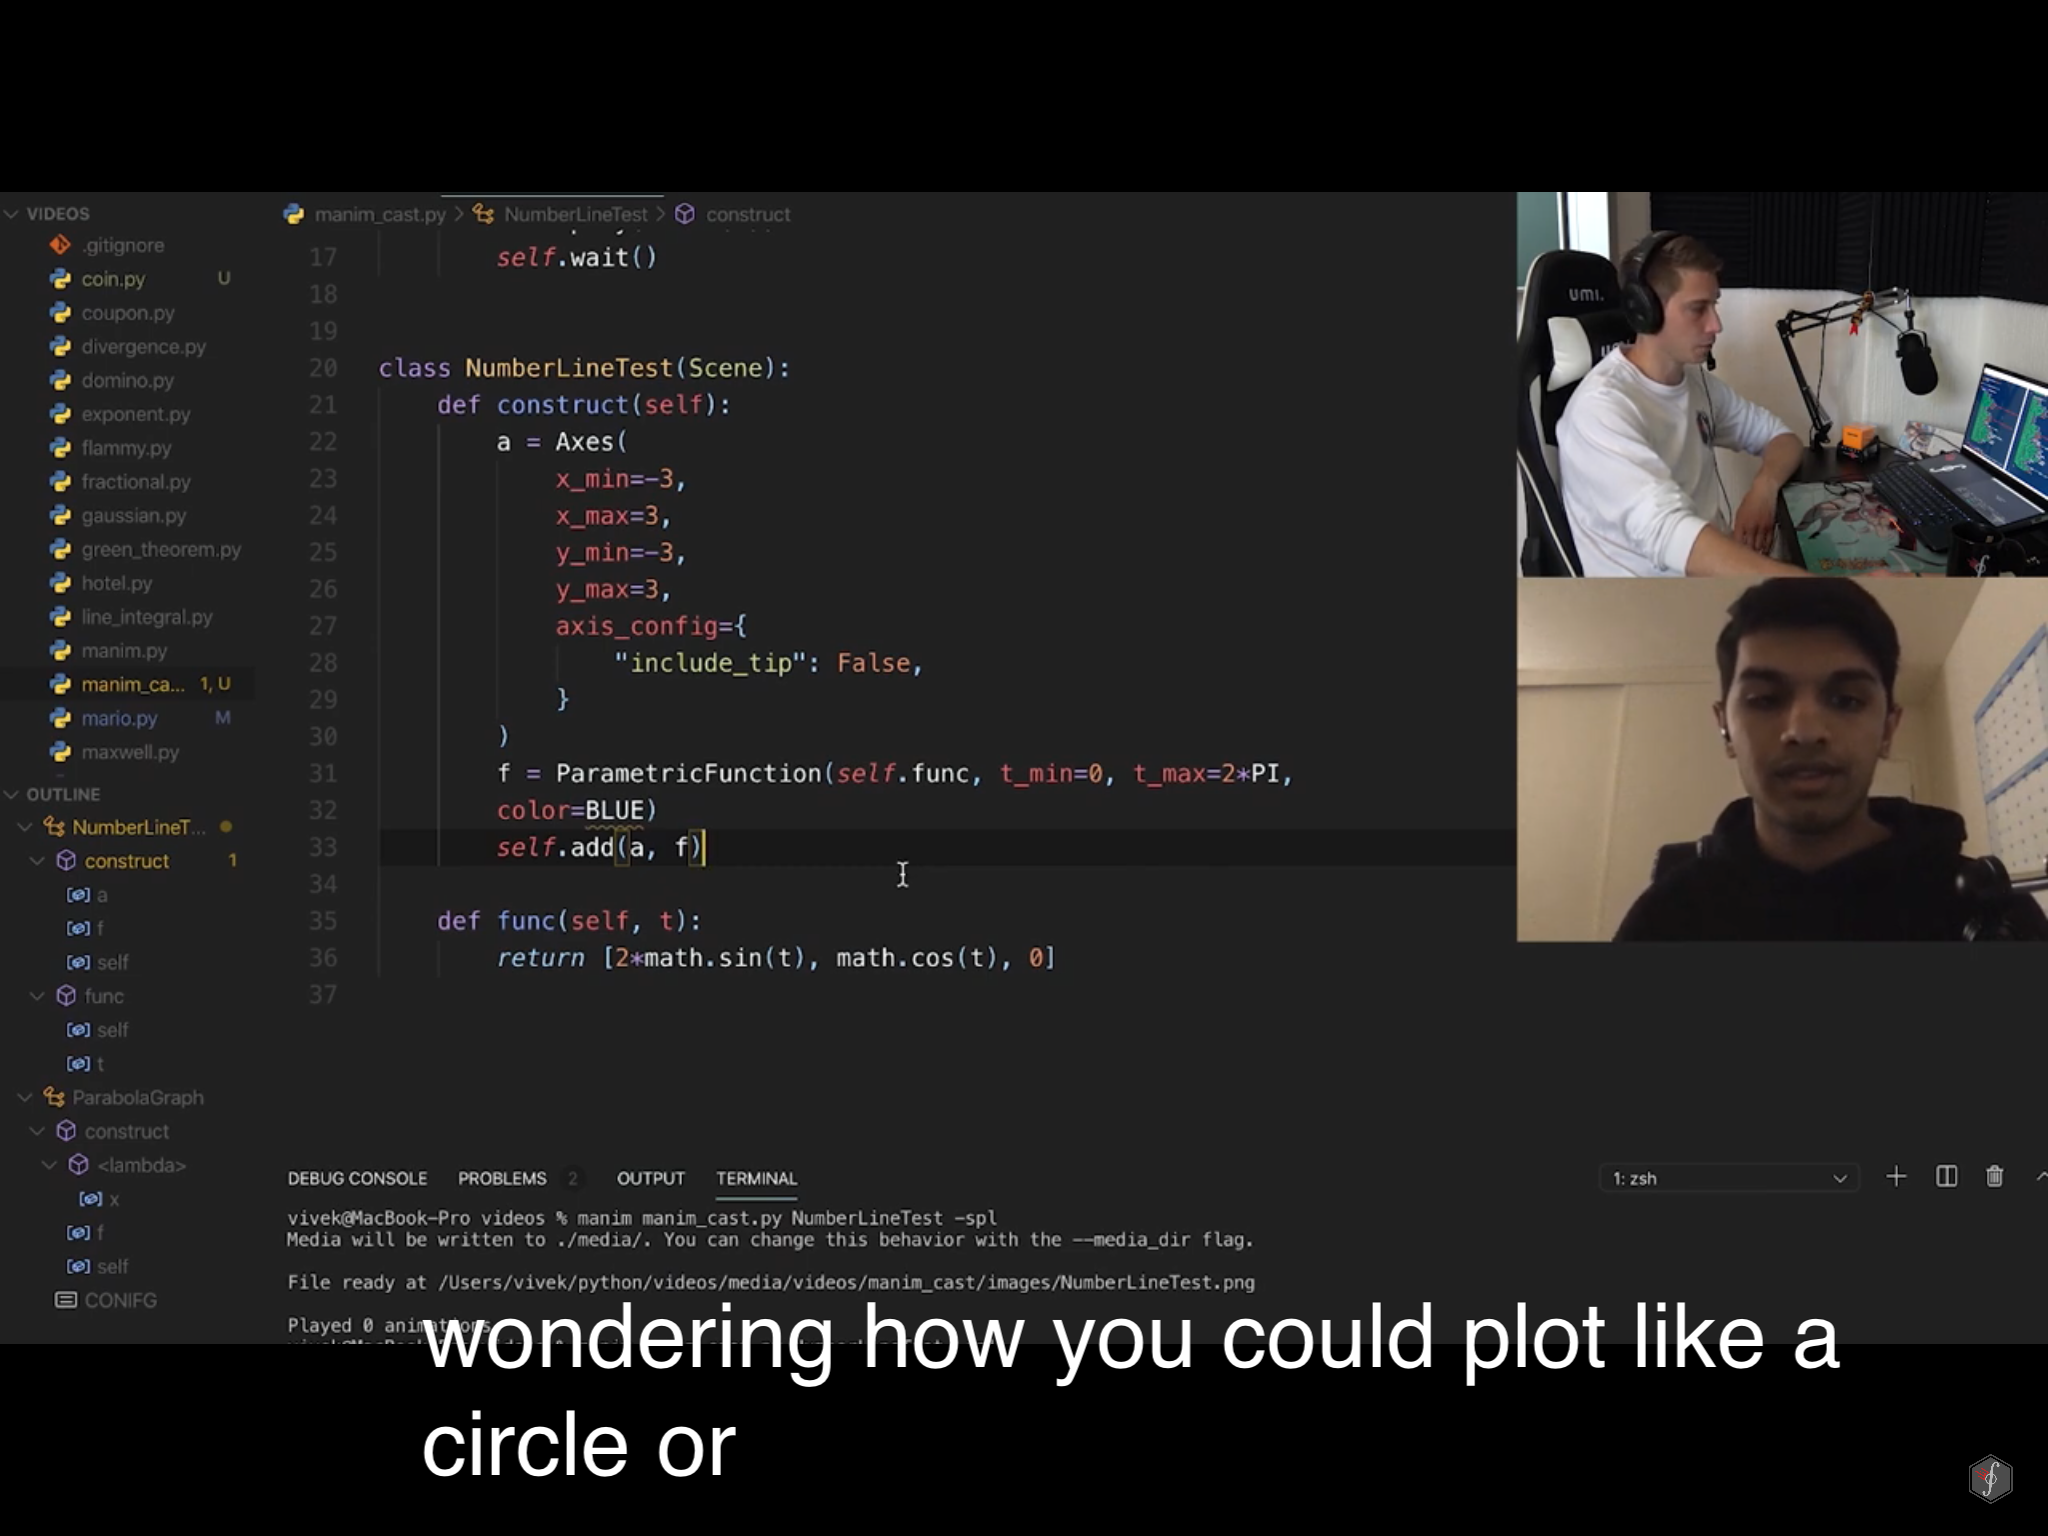 VIDEOS
.gitignore
coin.py U
coupon.py
divergence.py
domino.py
exponent.py
flammy.py
fractional.py
gaussian.py
green_theorem.py
hotel.py
line_integral.py
manim.py
manim_ca... 1, U
mario.py M
maxwell.py
OUTLINE
NumberLineT...
construct 1
a
f
self
func
self
t
ParabolaGraph
construct
<lambda>
x
f
self
CONIFG
manim_cast.py > NumberLineTest > construct
17 self.wait()
18
19
20 class NumberLineTest(Scene):
21 def construct(self):
22 a = Axes(
23 x_min=-3,
24 x_max=3,
25 y_min=-3,
26 y_max=3,
27 axis_config={
28 "include_tip": False,
29 }
30 )
31 f = ParametricFunction(self.func, t_min=0, t_max=2*PI,
32 color=BLUE)
33 self.add(a, f)
34
35 def func(self, t):
36 return [2*math.sin(t), math.cos(t), 0]
37
umi.
DEBUG CONSOLE PROBLEMS 2 OUTPUT TERMINAL 1: zsh
vivek@MacBook-Pro videos % manim manim_cast.py NumberLineTest -spl
Media will be written to ./media/. You can change this behavior with the --media_dir flag.
File ready at /Users/vivek/python/videos/media/videos/manim_cast/images/NumberLineTest.png
Played 0 animations
wondering how you could plot like a
circle or